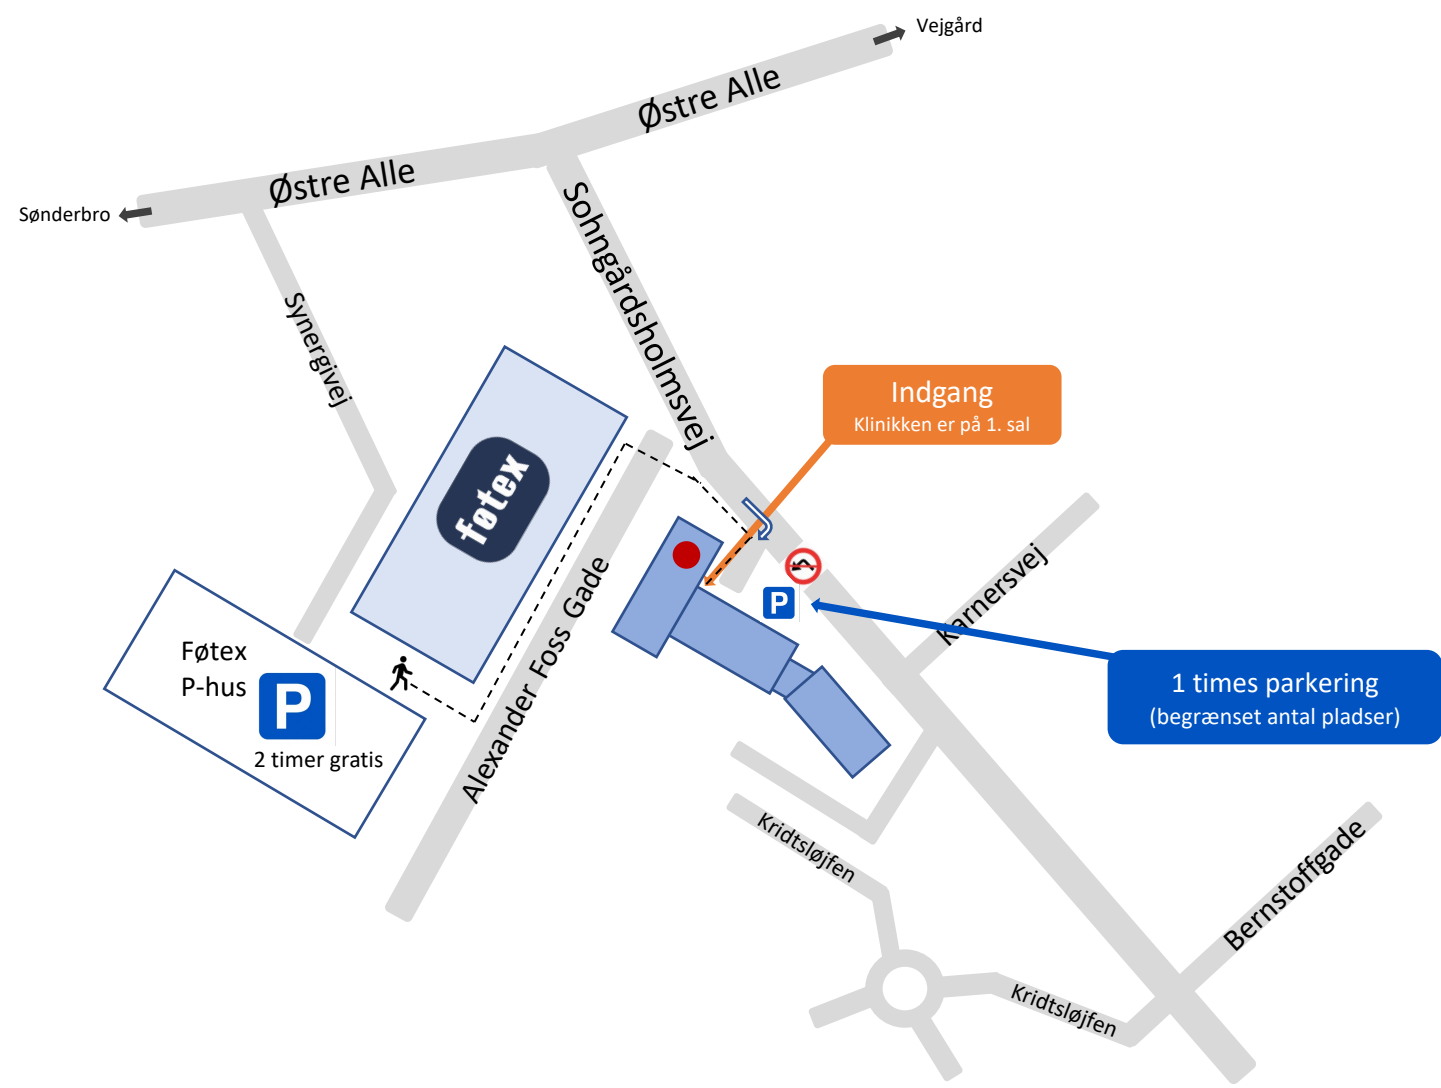 Vejgård
Østre Alle
Østre Alle
Sønderbro
Sohngårdsholmsvej
Synergivej
Indgang
Klinikken er på 1. sal
føtex
Karnersvej
Alexander Foss Gade
P
Føtex
P-hus
P
2 timer gratis
1 times parkering
(begrænset antal pladser)
Kridtsløjfen
Bernstoffgade
Kridtsløjfen